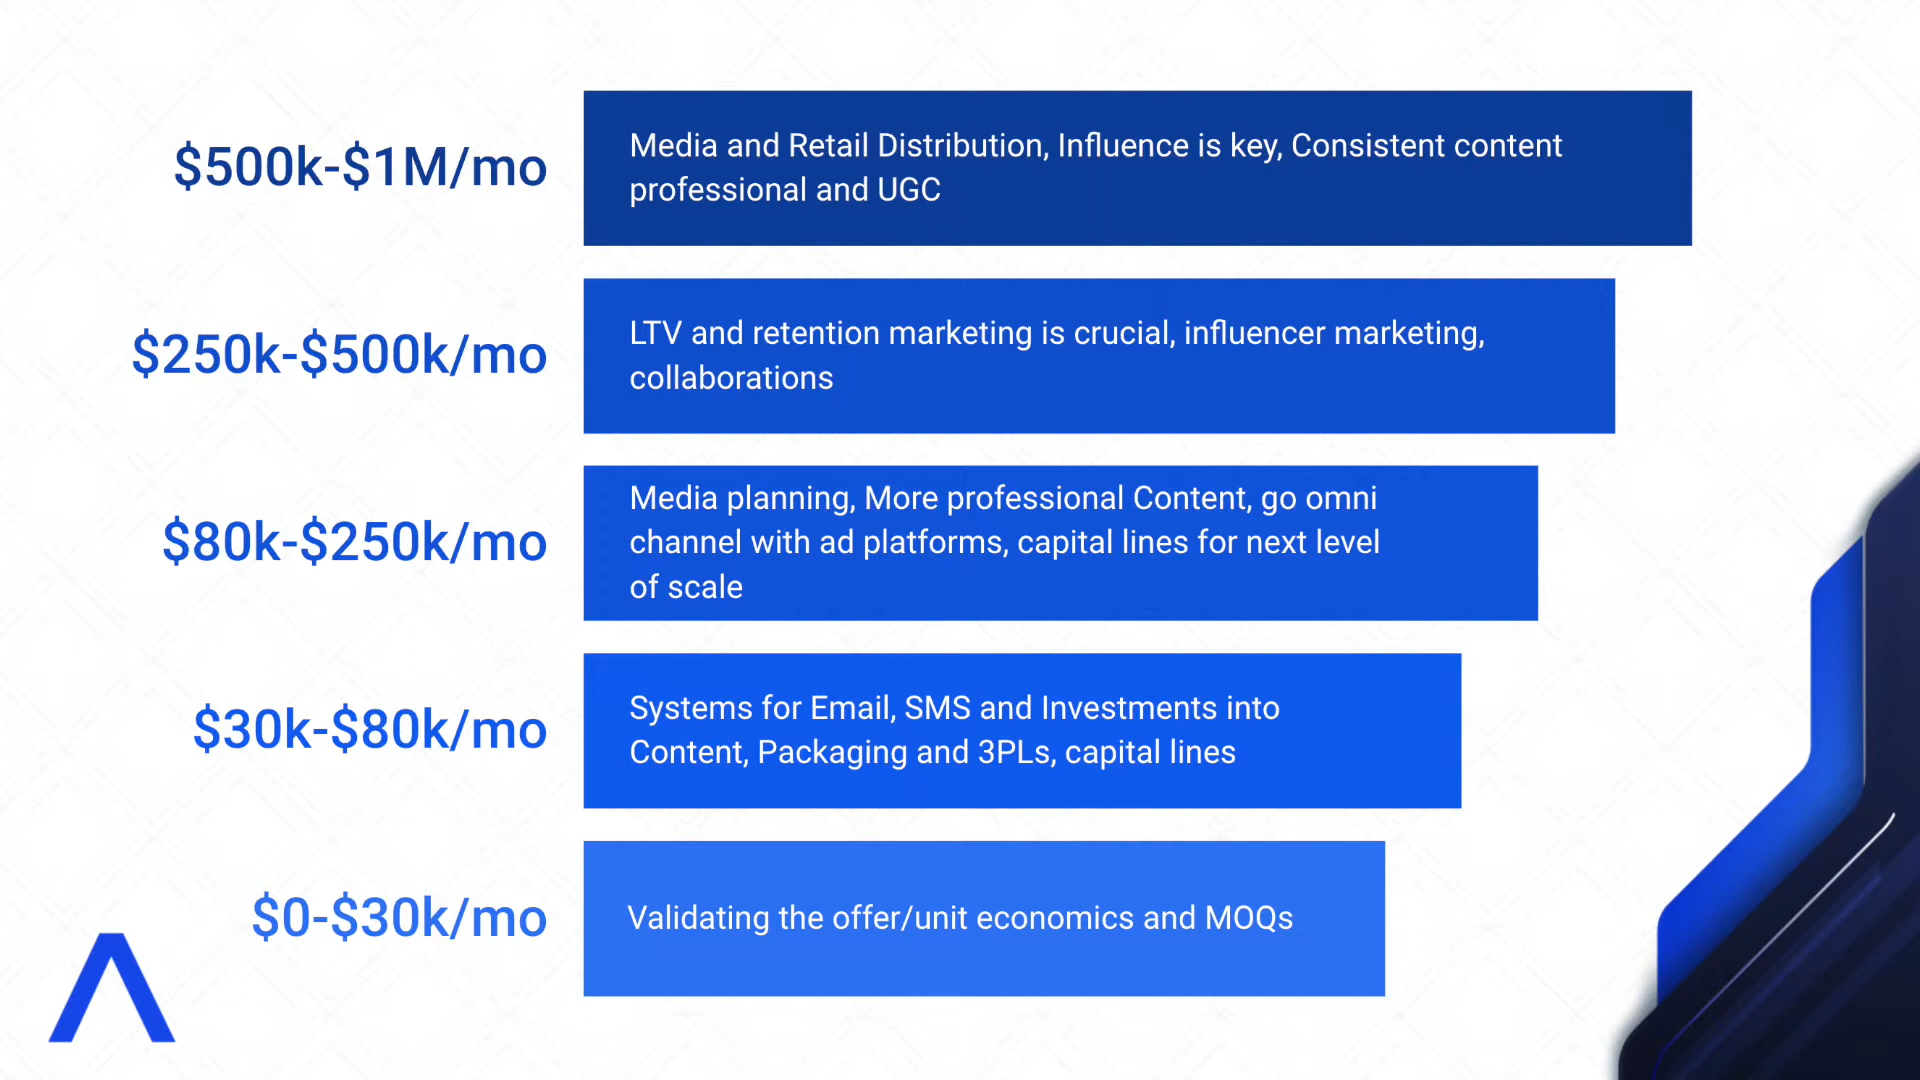 $500k-$1M/mo
Media and Retail Distribution, Influence is key, Consistent content
professional and UGC
$250k-$500k/mo
LTV and retention marketing is crucial, influencer marketing,
collaborations
$80k-$250k/mo
Media planning, More professional Content, go omni
channel with ad platforms, capital lines for next level
of scale
$30k-$80k/mo
Systems for Email, SMS and Investments into
Content, Packaging and 3PLs, capital lines
$0-$30k/mo
Validating the offer/unit economics and MOQs